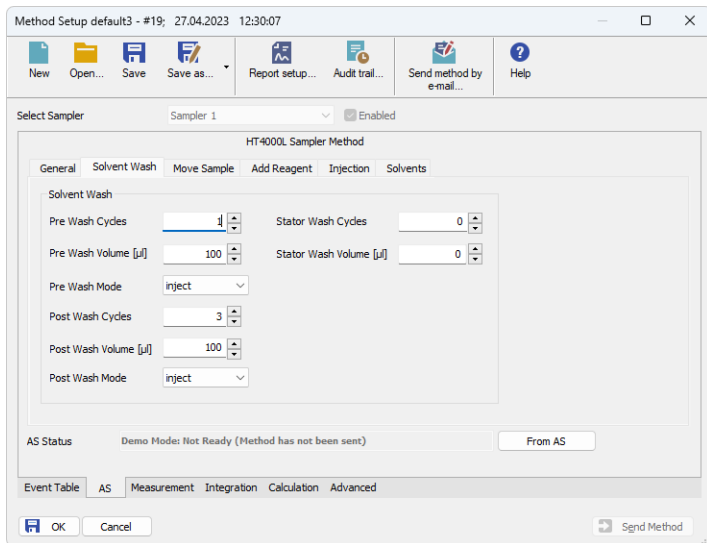 Method Setup default3 - #19; 27.04.2023 12:30:07
New Open... Save Save as... Report setup... Audit trail... Send method by e-mail... Help
Select Sampler Sampler 1 Enabled
HT4000L Sampler Method
General Solvent Wash Move Sample Add Reagent Injection Solvents
Solvent Wash
Pre Wash Cycles 1 Stator Wash Cycles 0
Pre Wash Volume [µl] 100 Stator Wash Volume [µl] 0
Pre Wash Mode inject
Post Wash Cycles 3
Post Wash Volume [µl] 100
Post Wash Mode inject
AS Status Demo Mode: Not Ready (Method has not been sent) From AS
Event Table AS Measurement Integration Calculation Advanced
OK Cancel Send Method